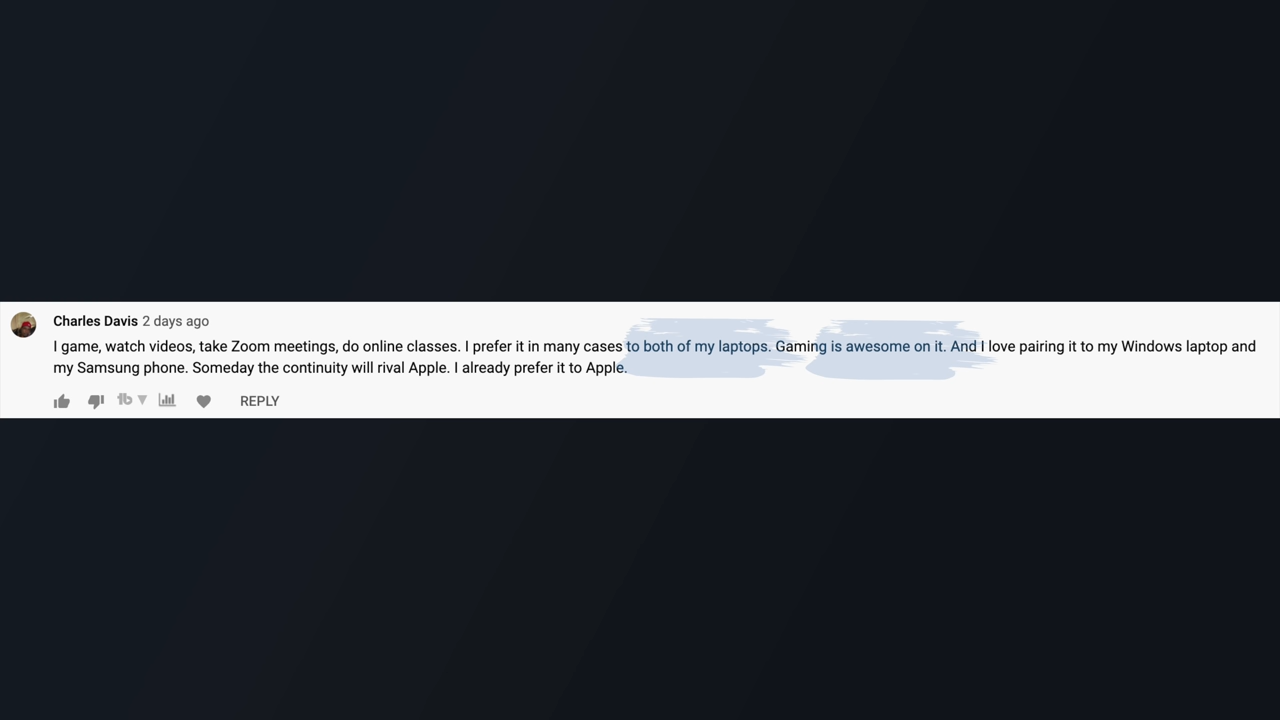 Charles Davis 2 days ago
I game, watch videos, take Zoom meetings, do online classes. I prefer it in many cases to both of my laptops. Gaming is awesome on it. And I love pairing it to my Windows laptop and
my Samsung phone. Someday the continuity will rival Apple. I already prefer it to Apple.
REPLY